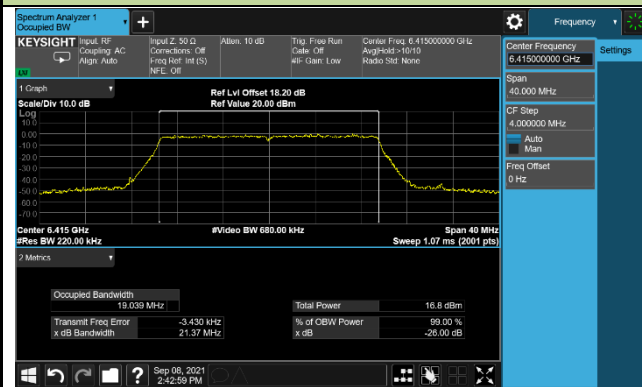 Spectrum Analyzer 1
Occupied BW
+
Frequency
KEYSIGHT
Input: RF
Coupling: AC
Align: Auto
Input Z: 50 Ω
Corrections: Off
Freq Ref: Int (S)
NFE: Off
Atten: 10 dB
Trig: Free Run
Gate: Off
#IF Gain: Low
Center Freq: 6.415000000 GHz
Avg|Hold:>10/10
Radio Std: None
Center Frequency
6.415000000 GHz
Settings
Span
40.000 MHz
CF Step
4.000000 MHz
Auto
Man
Freq Offset
0 Hz
1 Graph
Scale/Div 10.0 dB
Ref Lvl Offset 18.20 dB
Ref Value 20.00 dBm
Log
10.0
0.00
-10.0
-20.0
-30.0
-40.0
-50.0
-60.0
-70.0
Center 6.415 GHz
#Video BW 680.00 kHz
Span 40 MHz
#Res BW 220.00 kHz
Sweep 1.07 ms (2001 pts)
2 Metrics
Occupied Bandwidth
19.039 MHz
Total Power
16.8 dBm
Transmit Freq Error
-3.430 kHz
% of OBW Power
99.00 %
x dB Bandwidth
21.37 MHz
x dB
-26.00 dB
?
Sep 08, 2021
2:42:59 PM